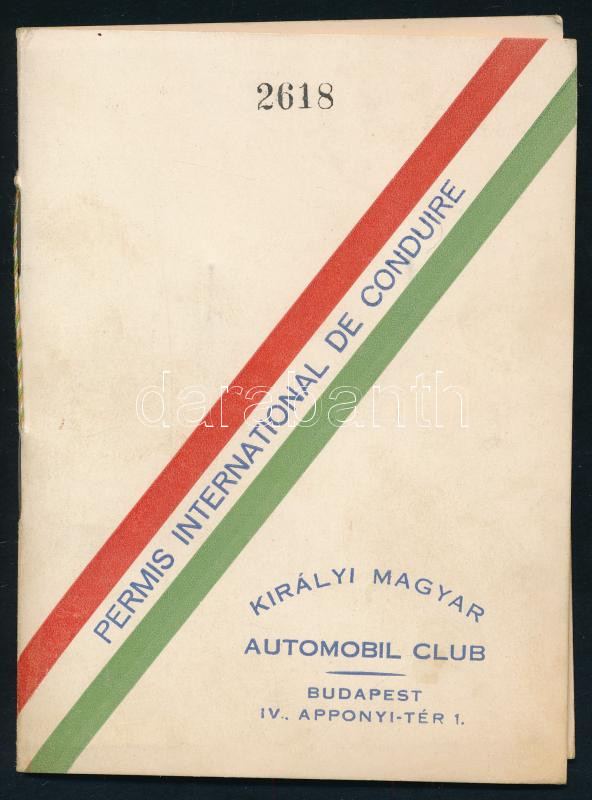 2618
PERMIS INTERNATIONAL DE CONDUIRE
darabanth
KIRÁLYI MAGYAR
AUTOMOBIL CLUB
BUDAPEST
IV., APPONYI-TÉR 1.